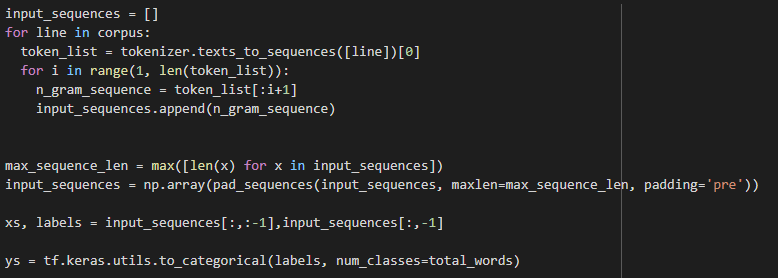 input_sequences = []
for line in corpus:
  token_list = tokenizer.texts_to_sequences([line])[0]
  for i in range(1, len(token_list)):
    n_gram_sequence = token_list[:i+1]
    input_sequences.append(n_gram_sequence)
max_sequence_len = max([len(x) for x in input_sequences])
input_sequences = np.array(pad_sequences(input_sequences, maxlen=max_sequence_len, padding='pre'))
xs, labels = input_sequences[:,:-1],input_sequences[:,-1]
ys = tf.keras.utils.to_categorical(labels, num_classes=total_words)